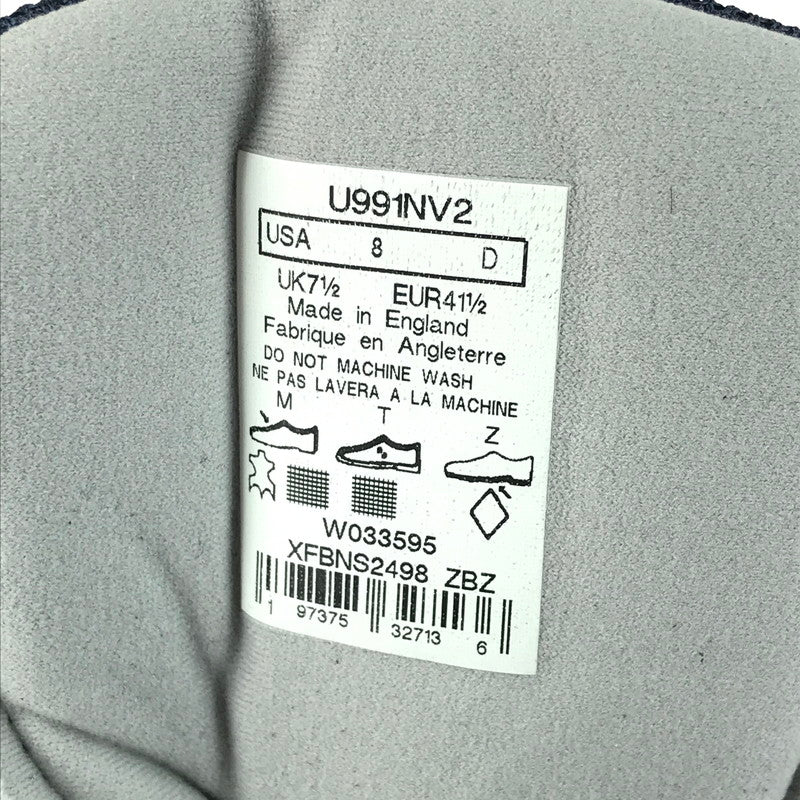 U991NV2
USA 8 D
UK7½ EUR41½
Made in England
Fabrique en Angleterre
DO NOT MACHINE WASH
NE PAS LAVERA A LA MACHINE
M T Z
W033595
XFBNS2498 ZBZ
1 97375 32713 6